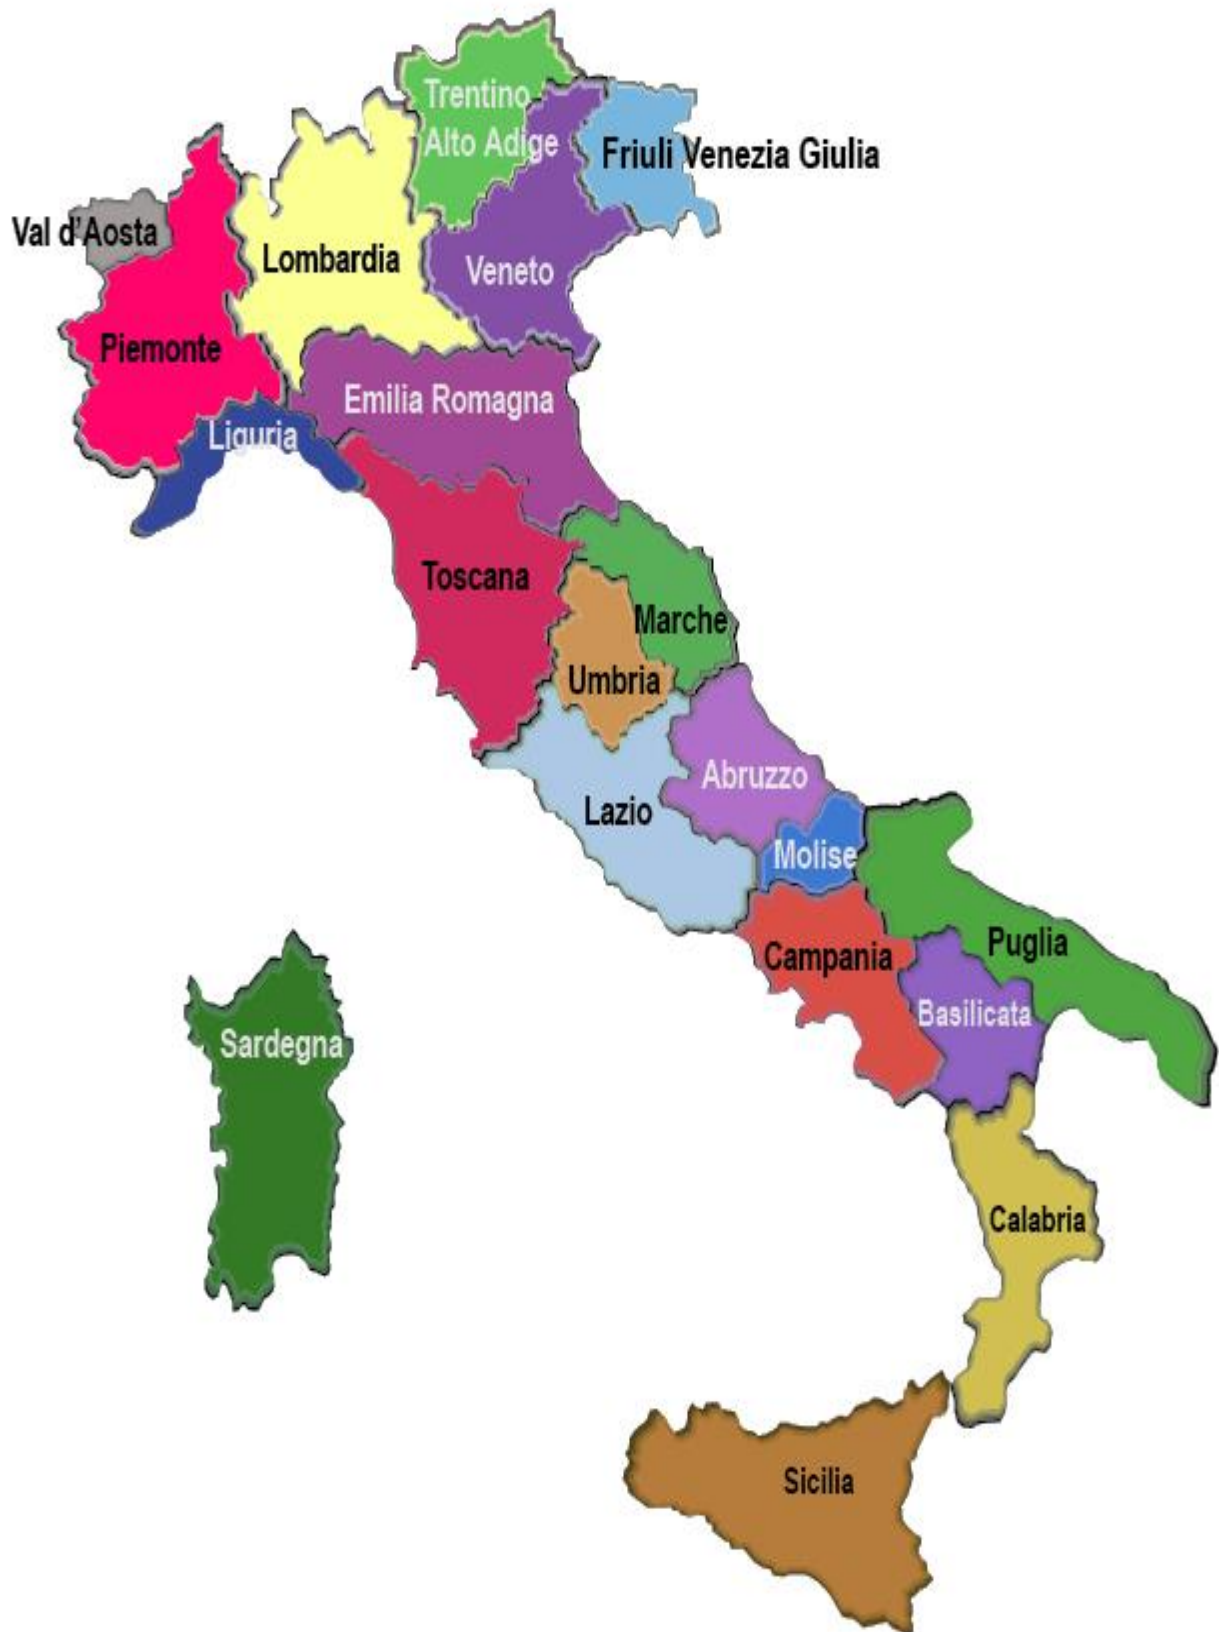 Trentino
Alto Adige
Friuli Venezia Giulia
Val d'Aosta
Lombardia
Veneto
Piemonte
Emilia Romagna
Liguria
Toscana
Marche
Umbria
Abruzzo
Lazio
Molise
Puglia
Campania
Basilicata
Sardegna
Calabria
Sicilia